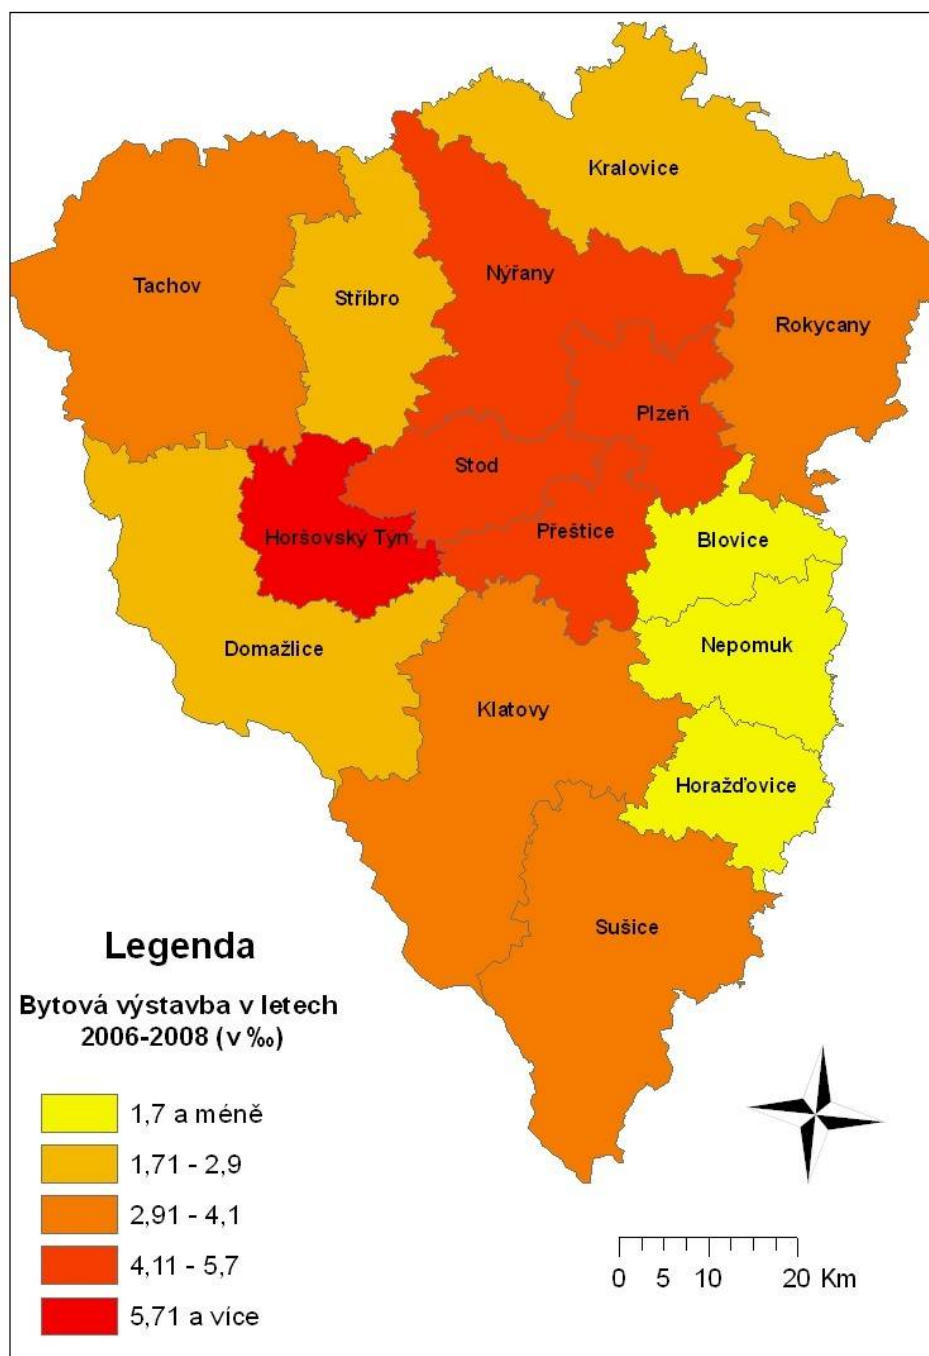 Kralovice
Tachov
Stříbro
Nýřany
Rokycany
Plzeň
Stod
Horšovský Týn
Přeštice
Blovice
Domažlice
Nepomuk
Klatovy
Horažďovice
Sušice
Legenda
Bytová výstavba v letech
2006-2008 (v ‰)
1,7 a méně
1,71 - 2,9
2,91 - 4,1
4,11 - 5,7
5,71 a více
0 5 10 20 Km